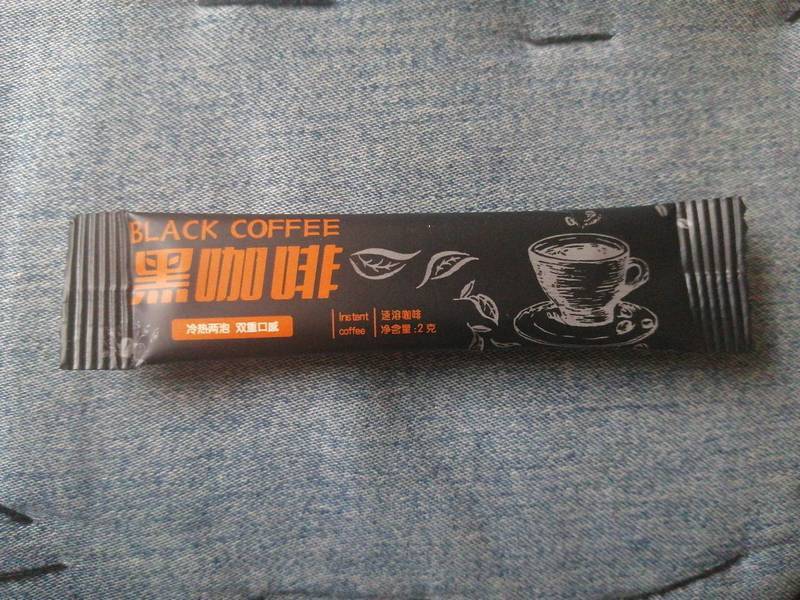 BLACK COFFEE
黑咖啡
冷热两泡 双重口感
Instant
coffee
速溶咖啡
净含量:2克